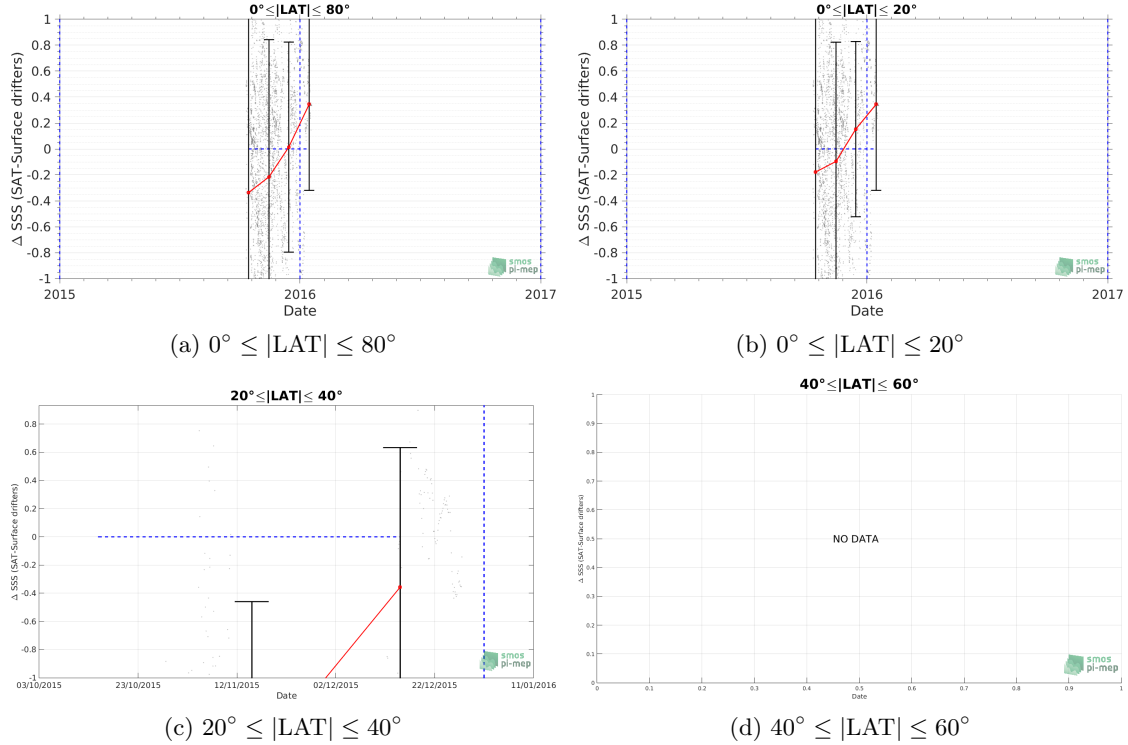 0°≤|LAT|≤ 80°
1
0.8
0.6
0.4
0.2
0
-0.2
-0.4
-0.6
-0.8
-1
Δ SSS (SAT-Surface drifters)
2015
2016
2017
Date
smos
pi-mep
(a) 0° ≤ |LAT| ≤ 80°
0°≤|LAT|≤ 20°
1
0.8
0.6
0.4
0.2
0
-0.2
-0.4
-0.6
-0.8
-1
Δ SSS (SAT-Surface drifters)
2015
2016
2017
Date
smos
pi-mep
(b) 0° ≤ |LAT| ≤ 20°
20°≤|LAT|≤ 40°
0.8
0.6
0.4
0.2
0
-0.2
-0.4
-0.6
-0.8
-1
Δ SSS (SAT-Surface drifters)
03/10/2015
23/10/2015
12/11/2015
02/12/2015
22/12/2015
11/01/2016
Date
smos
pi-mep
(c) 20° ≤ |LAT| ≤ 40°
40°≤|LAT|≤ 60°
1
0.9
0.8
0.7
0.6
0.5
0.4
0.3
0.2
0.1
0
Δ SSS (SAT-Surface drifters)
NO DATA
0
0.1
0.2
0.3
0.4
0.5
0.6
0.7
0.8
0.9
1
Date
smos
pi-mep
(d) 40° ≤ |LAT| ≤ 60°